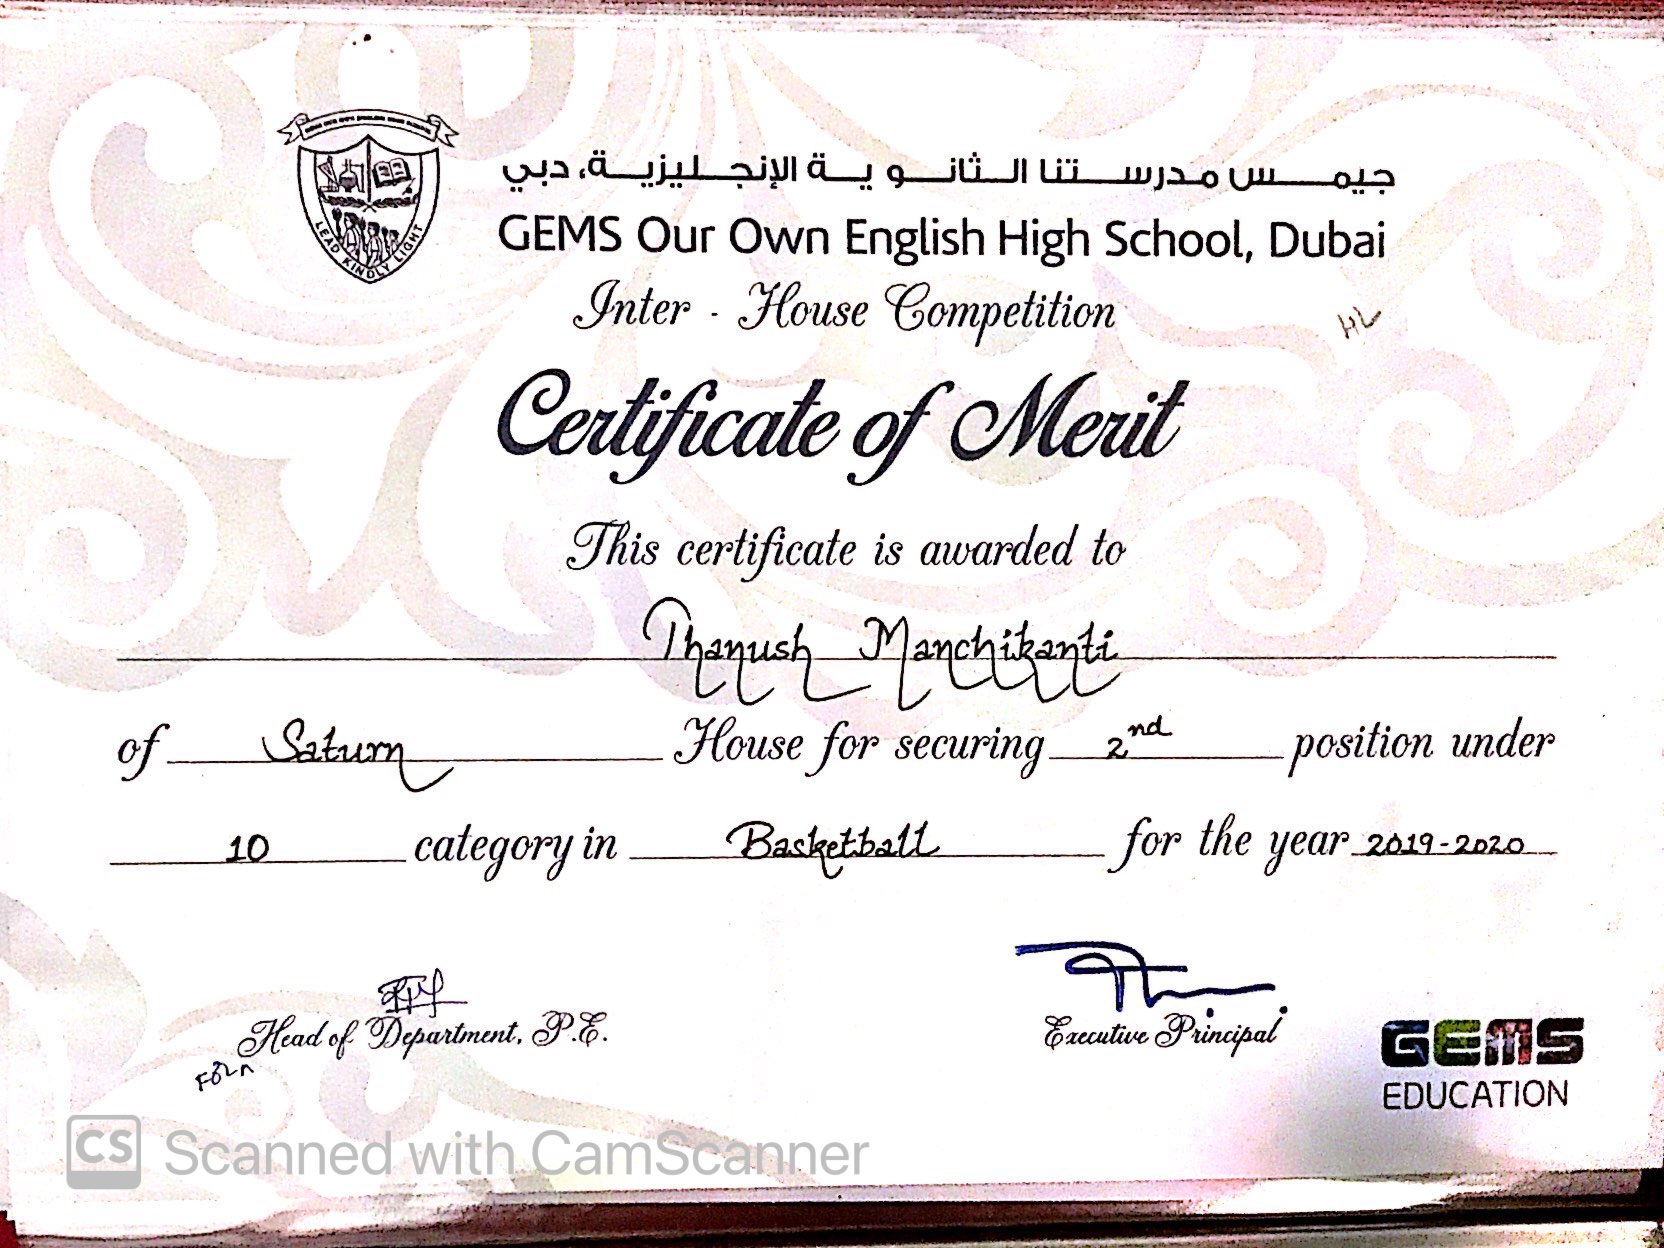 جيمس مدرستنا الثانوية الإنجليزية، دبي
GEMS Our Own English High School, Dubai
LEAD KINDLY LIGHT
Inter - House Competition
HL
Certificate of Merit
This certificate is awarded to
Thanush Manchikanti
of Saturn House for securing 2nd position under
10 category in Basketball for the year 2019-2020
Head of Department, P.E.
Executive Principal
GEMS
EDUCATION
CS Scanned with CamScanner